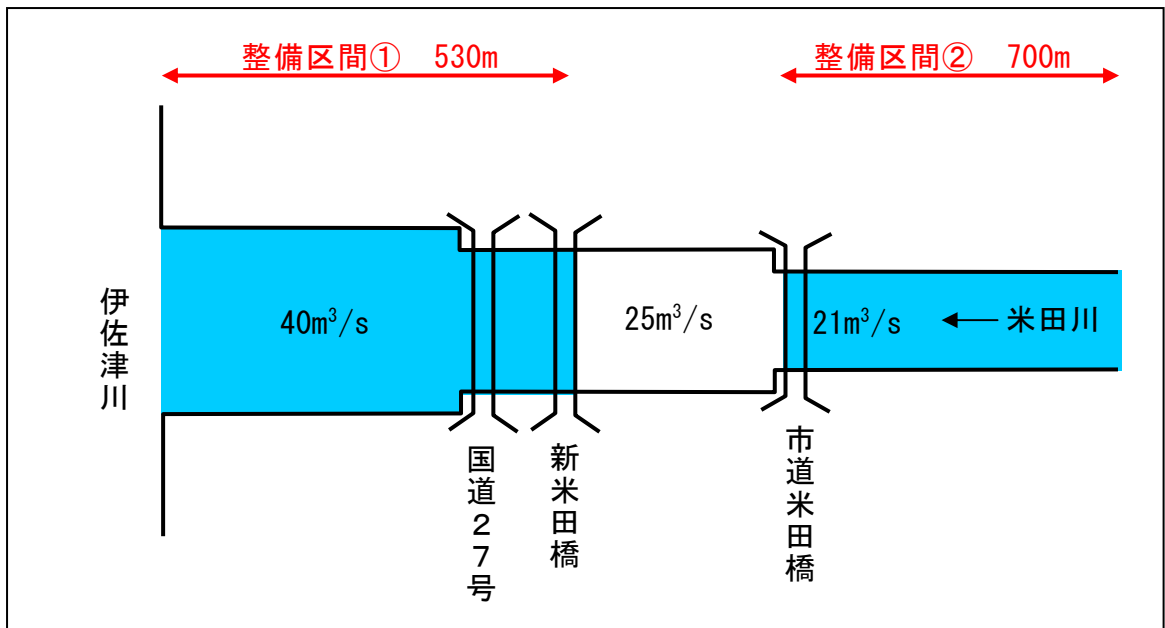 整備区間① 530m
整備区間② 700m
伊佐津川
40m³/s
25m³/s
21m³/s
← 米田川
国道27号
新米田橋
市道米田橋